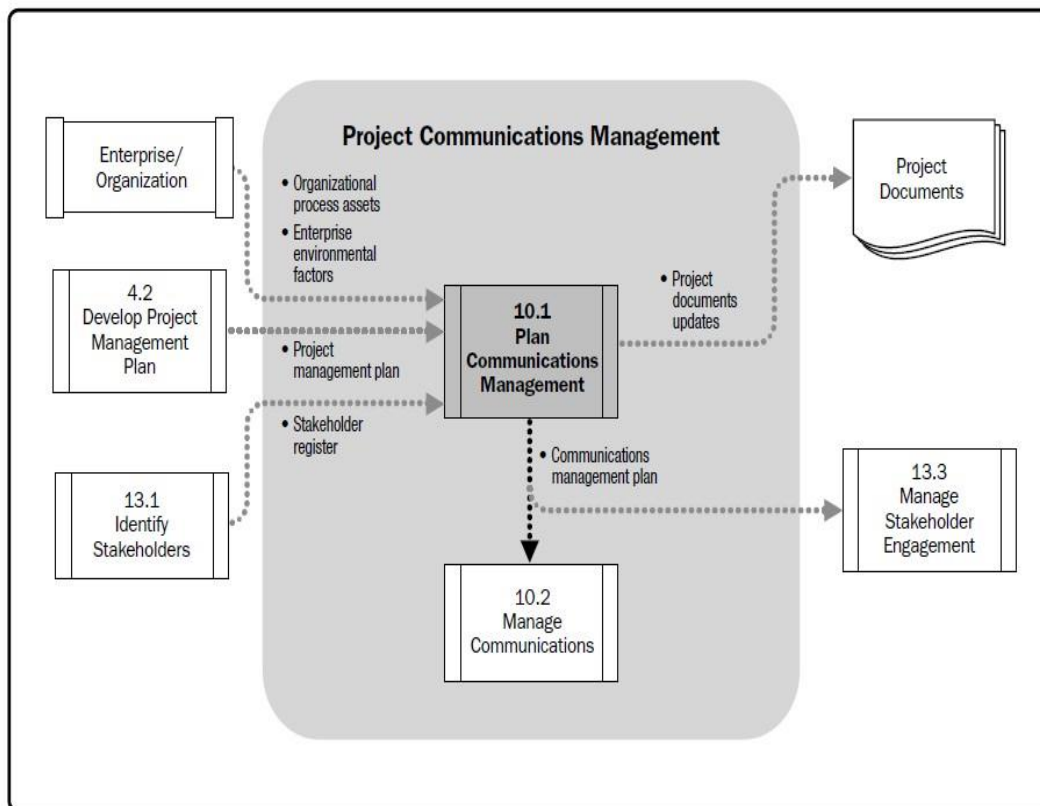 Project Communications Management
Enterprise/
Organization
• Organizational
process assets
• Enterprise
environmental
factors
Project
Documents
4.2
Develop Project
Management
Plan
• Project
management plan
10.1
Plan
Communications
Management
• Project
documents
updates
• Stakeholder
register
13.1
Identify
Stakeholders
• Communications
management plan
13.3
Manage
Stakeholder
Engagement
10.2
Manage
Communications